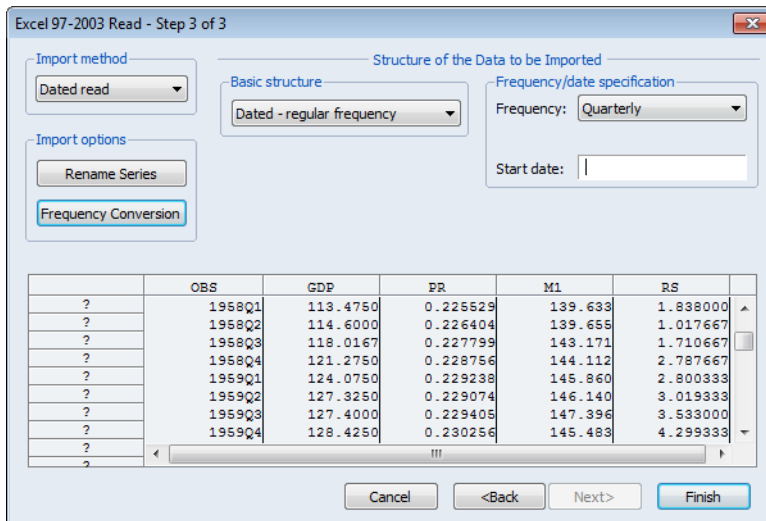 Excel 97-2003 Read - Step 3 of 3
Import method
Dated read
Import options
Rename Series
Frequency Conversion
Structure of the Data to be Imported
Basic structure
Dated - regular frequency
Frequency/date specification
Frequency: Quarterly
Start date:
OBS GDP PR M1 RS
? 1958Q1 113.4750 0.225529 139.633 1.838000
? 1958Q2 114.6000 0.226404 139.655 1.017667
? 1958Q3 118.0167 0.227799 143.171 1.710667
? 1958Q4 121.2750 0.228756 144.112 2.787667
? 1959Q1 124.0750 0.229238 145.860 2.800333
? 1959Q2 127.3250 0.229074 146.140 3.019333
? 1959Q3 127.4000 0.229405 147.396 3.533000
? 1959Q4 128.4250 0.230256 145.483 4.299333
?
?
Cancel <Back Next> Finish